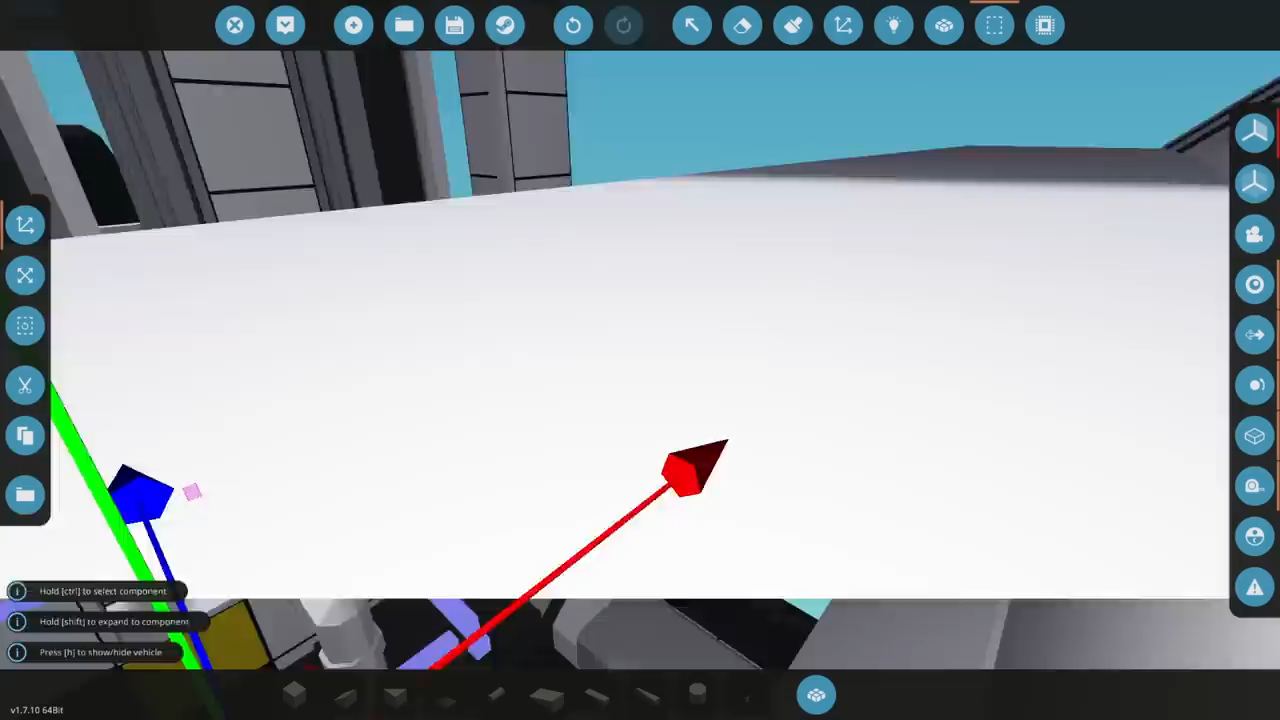 Hold [ctrl] to select component
Hold [shift] to expand to component
Press [h] to show/hide vehicle
v1.7.10 64Bit